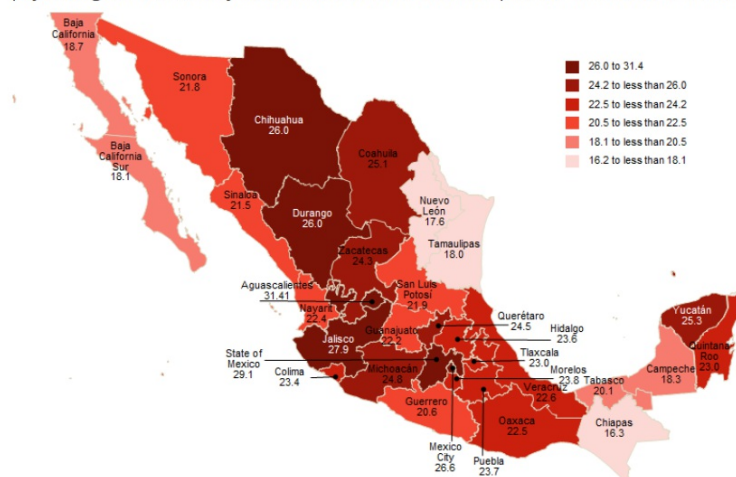 Baja
California
18.7
Sonora
21.8
Chihuahua
26.0
Coahuila
25.1
Baja
California
Sur
18.1
Sinaloa
21.5
Durango
26.0
Nuevo
León
17.6
Tamaulipas
18.0
Zacatecas
24.3
San Luis
Potosí
21.9
Aguascalientes
31.41
Nayarit
22.4
Guanajuato
22.2
Jalisco
27.9
State of
Mexico
29.1
Colima
23.4
Michoacán
24.8
Guerrero
20.6
Mexico
City
26.6
Puebla
23.7
Oaxaca
22.5
Querétaro
24.5
Hidalgo
23.6
Tlaxcala
23.0
Morelos
23.8
Veracruz
22.6
Tabasco
20.1
Chiapas
16.3
Campeche
18.3
Yucatán
25.3
Quintana
Roo
23.0
26.0 to 31.4
24.2 to less than 26.0
22.5 to less than 24.2
20.5 to less than 22.5
18.1 to less than 20.5
16.2 to less than 18.1